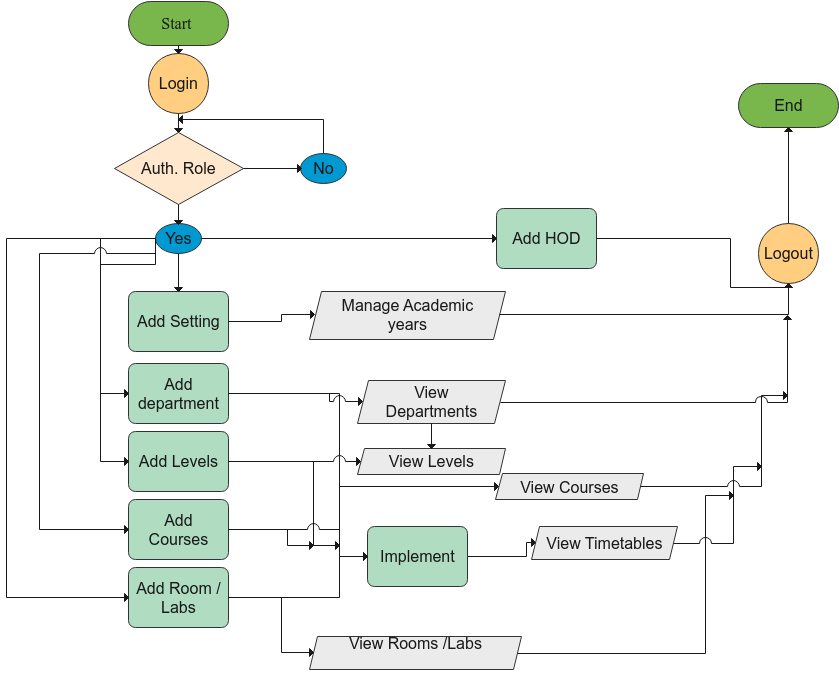 Start
Login
End
Auth. Role
No
Yes
Add HOD
Logout
Add Setting
Manage Academic
years
Add
department
View
Departments
Add Levels
View Levels
View Courses
Add
Courses
Implement
View Timetables
Add Room /
Labs
View Rooms /Labs